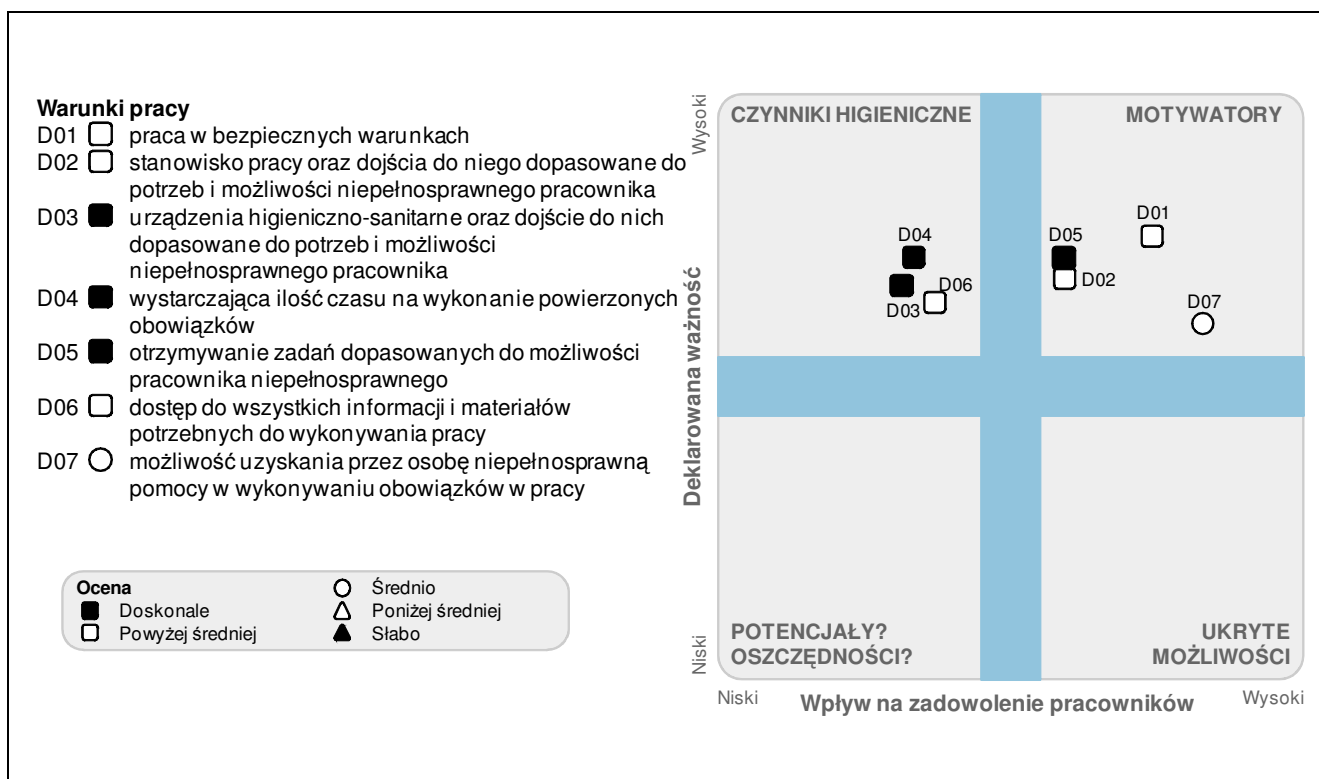 Warunki pracy
D01 praca w bezpiecznych warunkach
D02 stanowisko pracy oraz dojścia do niego dopasowane do
potrzeb i możliwości niepełnosprawnego pracownika
D03 urządzenia higieniczno-sanitarne oraz dojście do nich
dopasowane do potrzeb i możliwości
niepełnosprawnego pracownika
D04 wystarczająca ilość czasu na wykonanie powierzonych
obowiązków
D05 otrzymywanie zadań dopasowanych do możliwości
pracownika niepełnosprawnego
D06 dostęp do wszystkich informacji i materiałów
potrzebnych do wykonywania pracy
D07 możliwość uzyskania przez osobę niepełnosprawną
pomocy w wykonywaniu obowiązków w pracy
Ocena
Doskonale
Powyżej średniej
Średnio
Poniżej średniej
Słabo
Wysoki
Deklarowana ważność
Niski
CZYNNIKI HIGIENICZNE
MOTYWATORY
D01
D04
D05
D06
D02
D03
D07
POTENCJAŁY?
OSZCZĘDNOŚCI?
UKRYTE
MOŻLIWOŚCI
Niski
Wpływ na zadowolenie pracowników
Wysoki